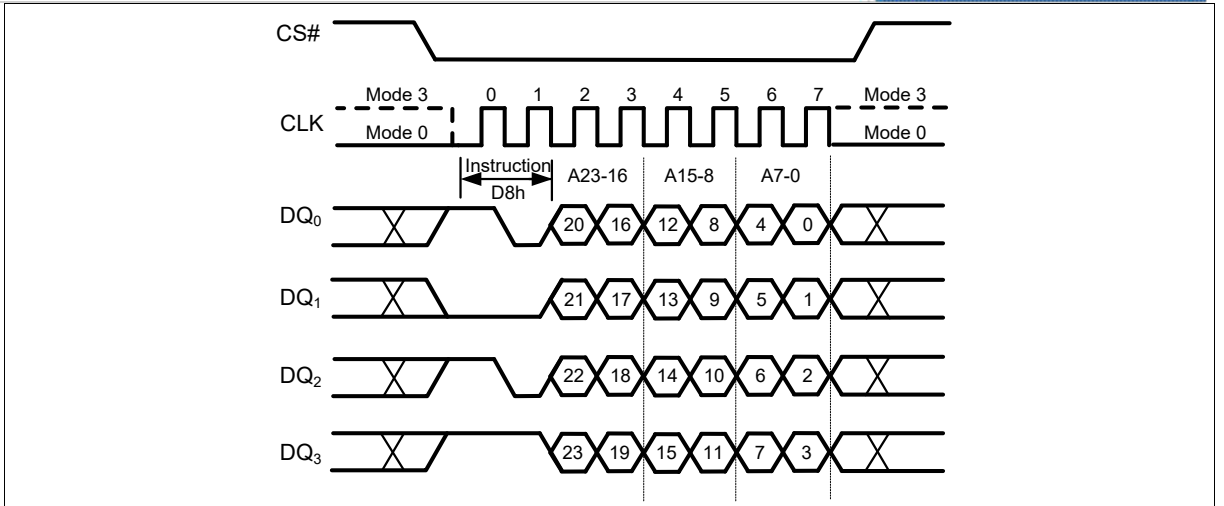 CS#
Mode 3 0 1 2 3 4 5 6 7 Mode 3
CLK
Mode 0 Mode 0
Instruction A23-16 A15-8 A7-0
D8h
DQ0 20 16 12 8 4 0
DQ1 21 17 13 9 5 1
DQ2 22 18 14 10 6 2
DQ3 23 19 15 11 7 3